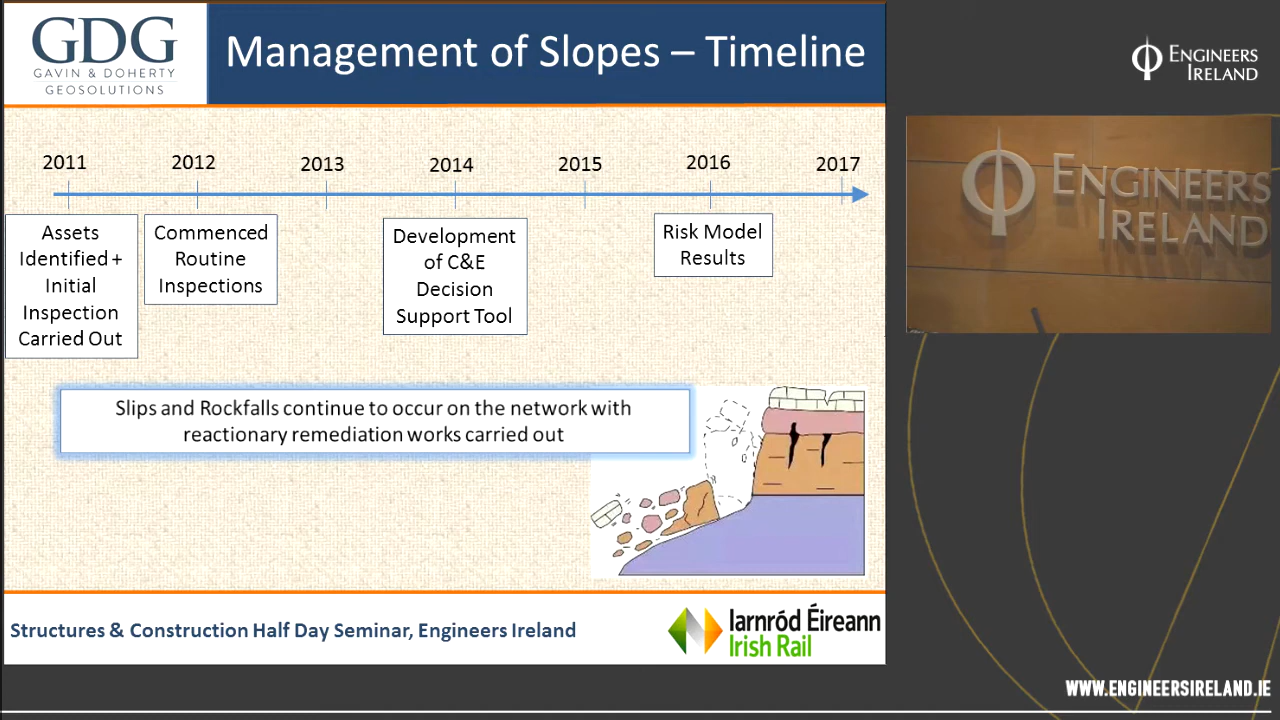 GDG
GAVIN & DOHERTY
GEOSOLUTIONS
Management of Slopes – Timeline
ENGINEERS
IRELAND
ENGINEERS
IRELAND
2011
2012
2013
2014
2015
2016
2017
Assets
Identified +
Initial
Inspection
Carried Out
Commenced
Routine
Inspections
Development
of C&E
Decision
Support Tool
Risk Model
Results
Slips and Rockfalls continue to occur on the network with
reactionary remediation works carried out
Structures & Construction Half Day Seminar, Engineers Ireland
Iarnród Éireann
Irish Rail
WWW.ENGINEERSIRELAND.IE